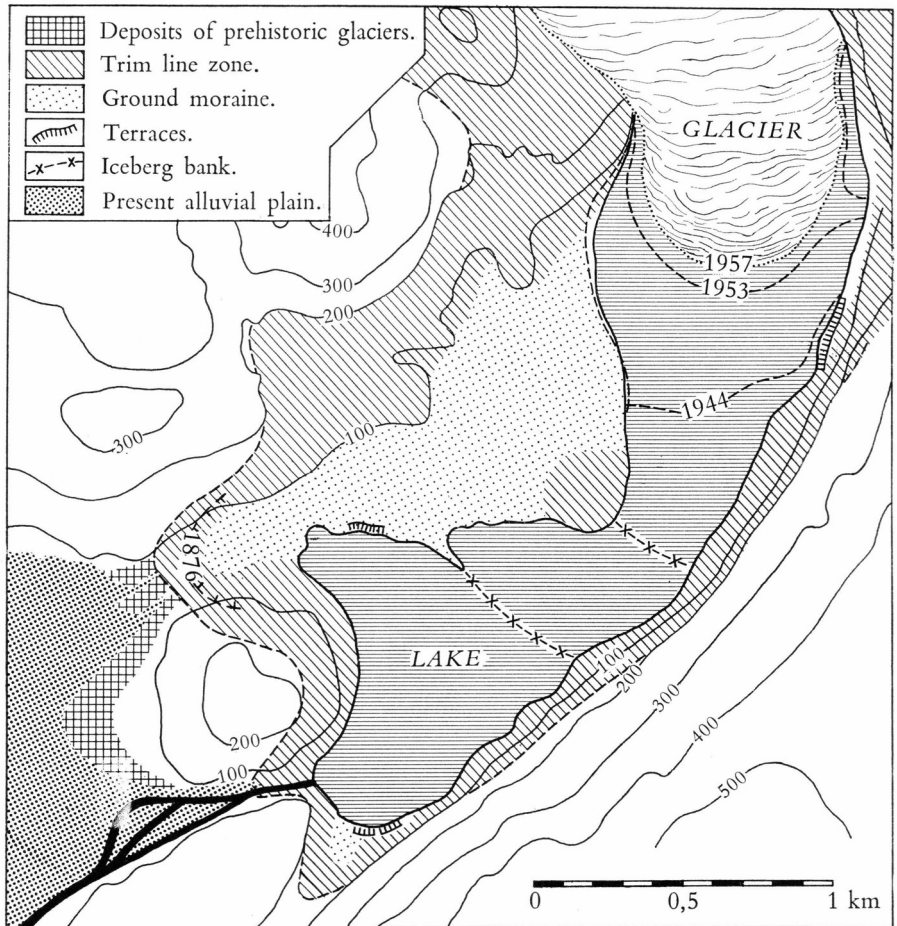 Deposits of prehistoric glaciers.
Trim line zone.
Ground moraine.
Terraces.
Iceberg bank.
Present alluvial plain.
GLACIER
400
300
200
1957
1953
1944
300
100
1876
LAKE
100
200
300
400
500
200
100
0 0,5 1 km